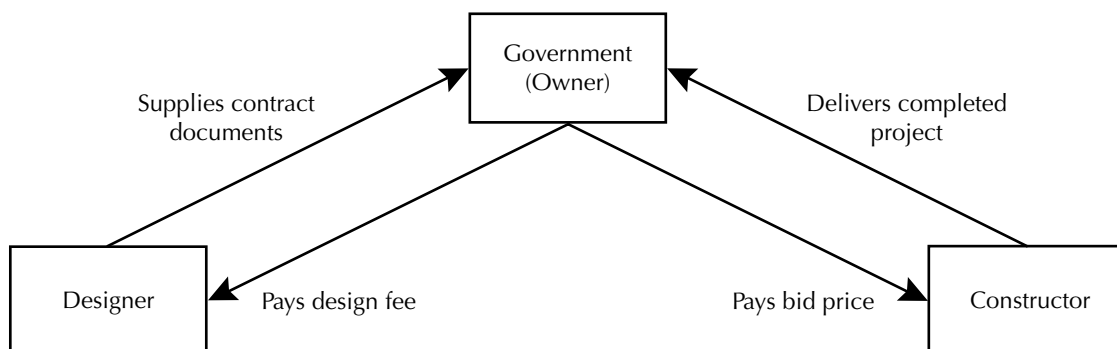 Government
(Owner)
Supplies contract
documents
Delivers completed
project
Designer
Pays design fee
Pays bid price
Constructor